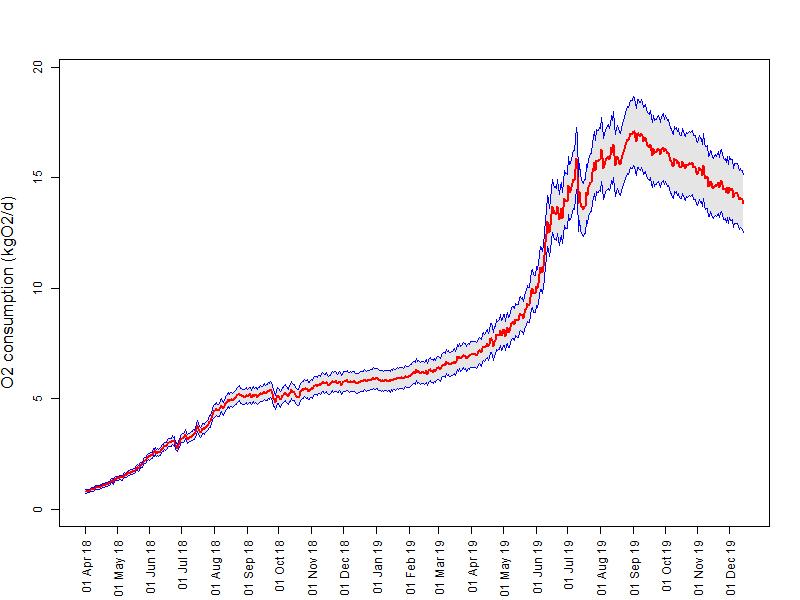 O2 consumption (kgO2/d)
20
15
10
5
0
01 Apr 18
01 May 18
01 Jun 18
01 Jul 18
01 Aug 18
01 Sep 18
01 Oct 18
01 Nov 18
01 Dec 18
01 Jan 19
01 Feb 19
01 Mar 19
01 Apr 19
01 May 19
01 Jun 19
01 Jul 19
01 Aug 19
01 Sep 19
01 Oct 19
01 Nov 19
01 Dec 19